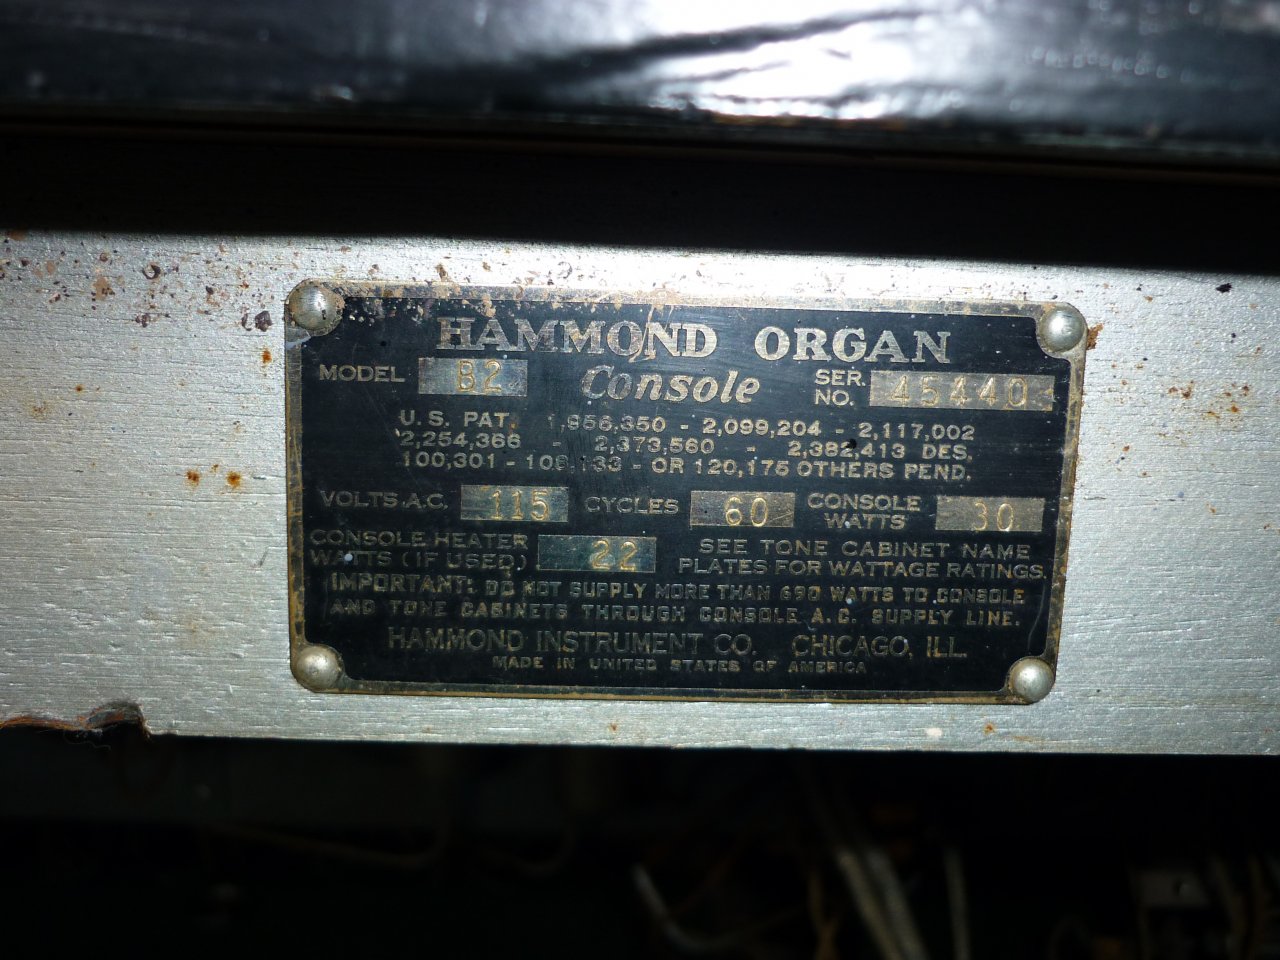 HAMMOND ORGAN
MODEL B2 Console SER. NO. 45440
U.S. PAT. 1,956,350 - 2,099,204 - 2,117,002
2,254,366 - 2,373,560 - 2,382,413 DES.
100,301 - 108,133 - OR 120,175 OTHERS PEND.
VOLTS A.C. 115 CYCLES 60 CONSOLE WATTS 30
CONSOLE HEATER WATTS (IF USED) 22 SEE TONE CABINET NAME PLATES FOR WATTAGE RATINGS.
IMPORTANT: DO NOT SUPPLY MORE THAN 690 WATTS TO CONSOLE
AND TONE CABINETS THROUGH CONSOLE A.C. SUPPLY LINE.
HAMMOND INSTRUMENT CO. CHICAGO, ILL.
MADE IN UNITED STATES OF AMERICA